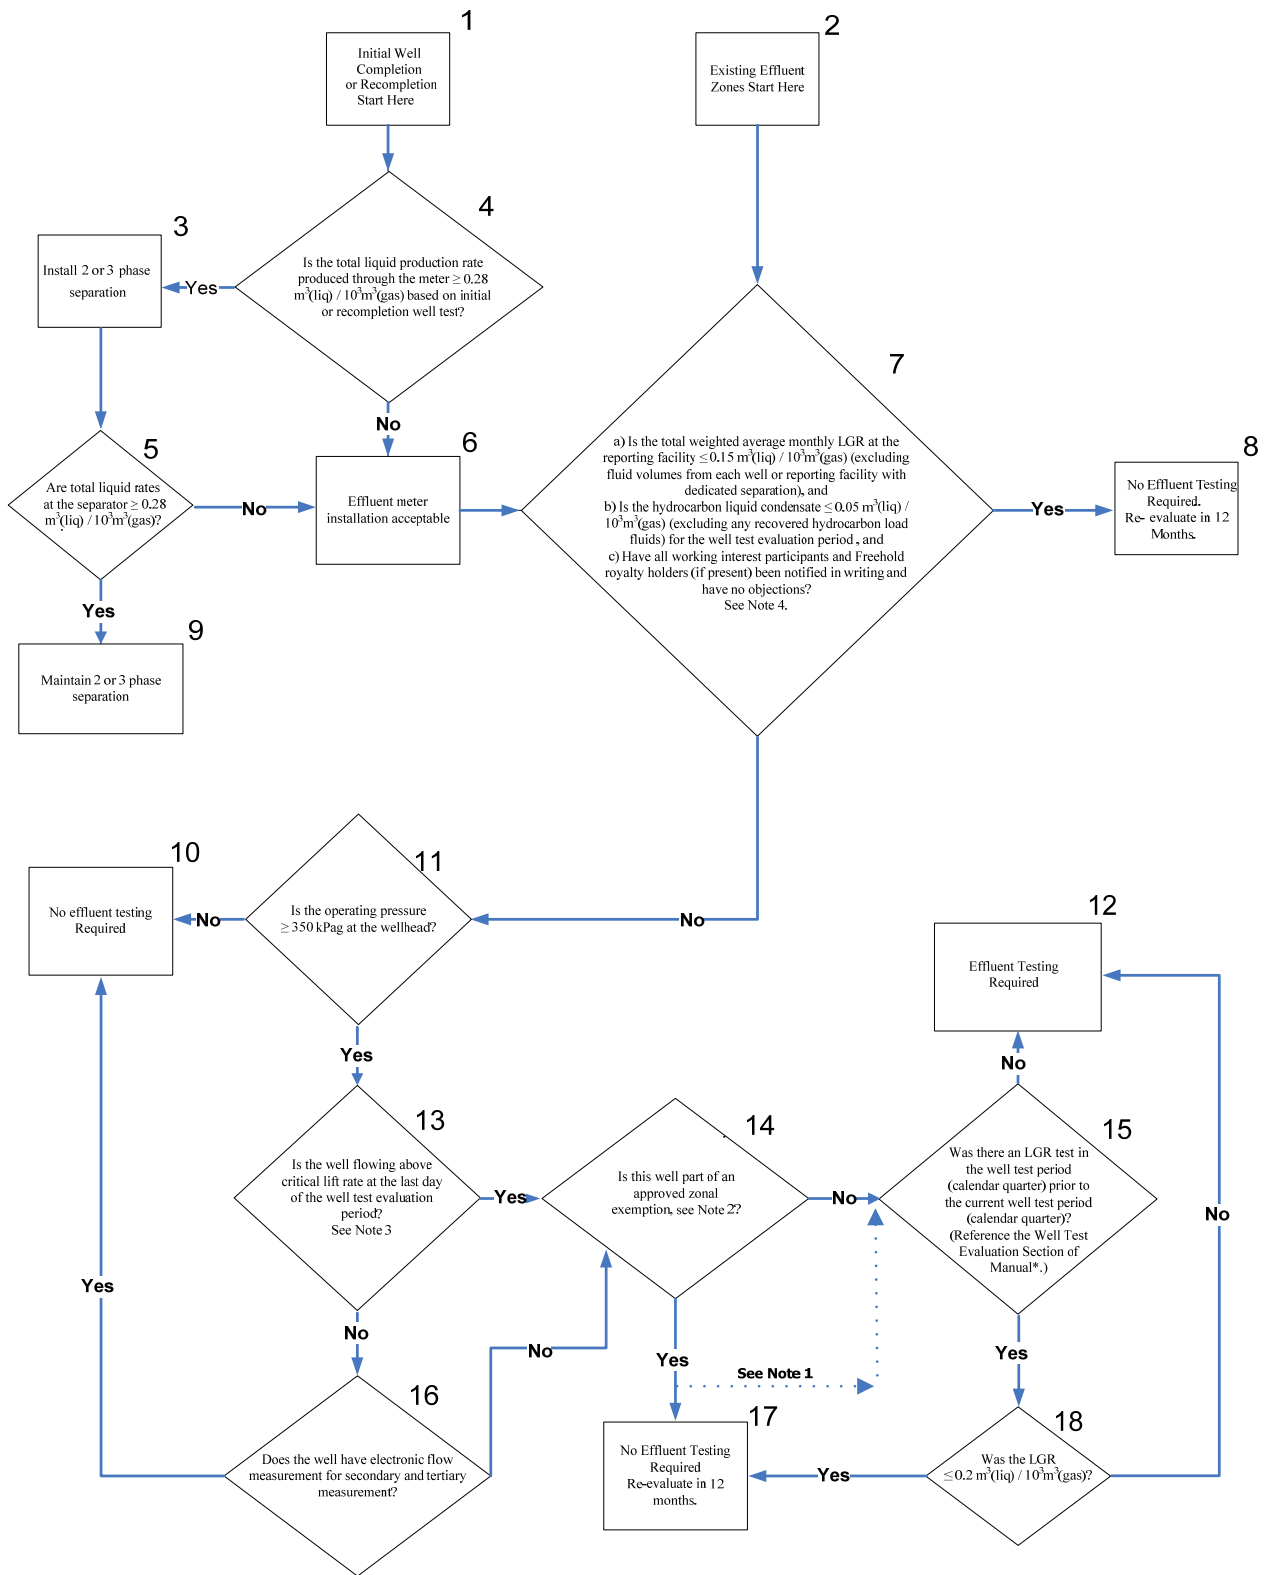 1
Initial Well
Completion
or Recompletion
Start Here
2
Existing Effluent
Zones Start Here
3
Install 2 or 3 phase
separation
4
Is the total liquid production rate
produced through the meter ≥ 0.28
m³(liq) / 10³m³(gas) based on initial
or recompletion well test?
Yes
No
5
Are total liquid rates
at the separator ≥ 0.28
m³(liq) / 10³m³(gas)?
No
Yes
6
Effluent meter
installation acceptable
7
a) Is the total weighted average monthly LGR at the
reporting facility ≤ 0.15 m³(liq) / 10³m³(gas) (excluding
fluid volumes from each well or reporting facility with
dedicated separation), and
b) Is the hydrocarbon liquid condensate ≤ 0.05 m³(liq) /
10³m³(gas) (excluding any recovered hydrocarbon load
fluids) for the well test evaluation period , and
c) Have all working interest participants and Freehold
royalty holders (if present) been notified in writing and
have no objections?
See Note 4.
Yes
No
8
No Effluent Testing
Required.
Re- evaluate in 12
Months.
9
Maintain 2 or 3 phase
separation
10
No effluent testing
Required
11
Is the operating pressure
≥ 350 kPag at the wellhead?
No
Yes
12
Effluent Testing
Required
13
Is the well flowing above
critical lift rate at the last day
of the well test evaluation
period?
See Note 3
Yes
No
14
Is this well part of an
approved zonal
exemption, see Note 2?
No
Yes
See Note 1
15
Was there an LGR test in
the well test period
(calendar quarter) prior to
the current well test period
(calendar quarter)?
(Reference the Well Test
Evaluation Section of
Manual*.)
No
Yes
16
Does the well have electronic flow
measurement for secondary and tertiary
measurement?
Yes
No
17
No Effluent Testing
Required
Re-evaluate in 12
months.
18
Was the LGR
≤ 0.2 m³(liq) / 10³m³(gas)?
Yes
No